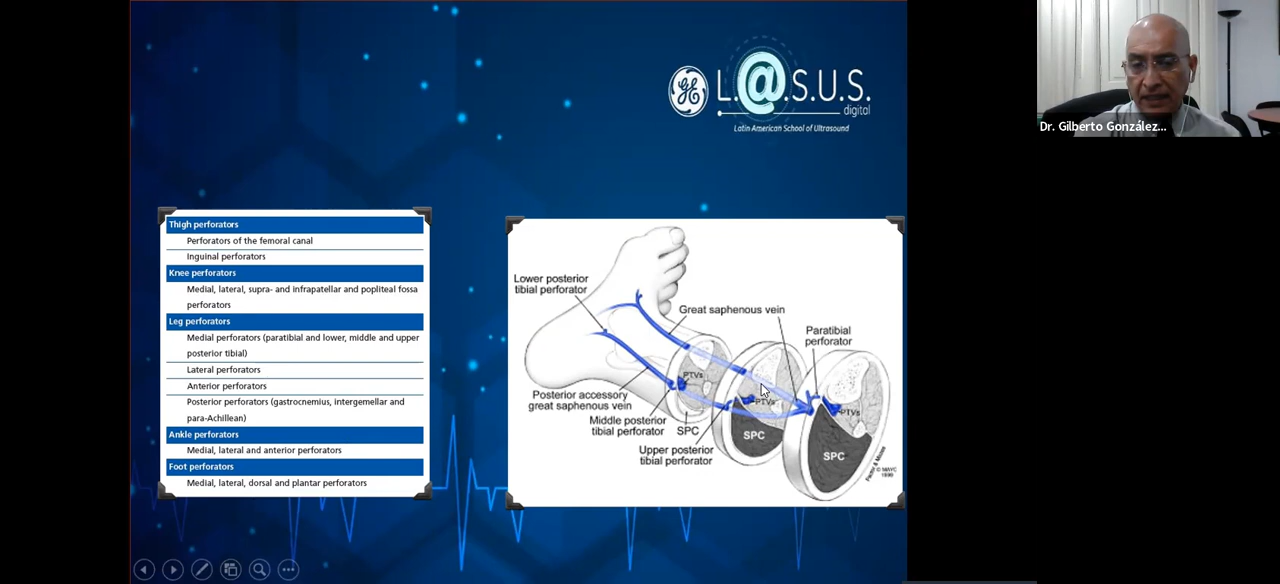 L.@.S.U.S.
digital
Latin American School of Ultrasound
Dr. Gilberto González...
Thigh perforators
Perforators of the femoral canal
Inguinal perforators
Knee perforators
Medial, lateral, supra- and infrapatellar and popliteal fossa
perforators
Leg perforators
Medial perforators (paratibial and lower, middle and upper
posterior tibial)
Lateral perforators
Anterior perforators
Posterior perforators (gastrocnemius, intergemellar and
para-Achillean)
Ankle perforators
Medial, lateral and anterior perforators
Foot perforators
Medial, lateral, dorsal and plantar perforators
Lower posterior
tibial perforator
Great saphenous vein
Paratibial
perforator
PTVs
PTVs
PTVs
Posterior accessory
great saphenous vein
Middle posterior
tibial perforator
SPC
Upper posterior
tibial perforator
SPC
SPC
© MAYO
1999